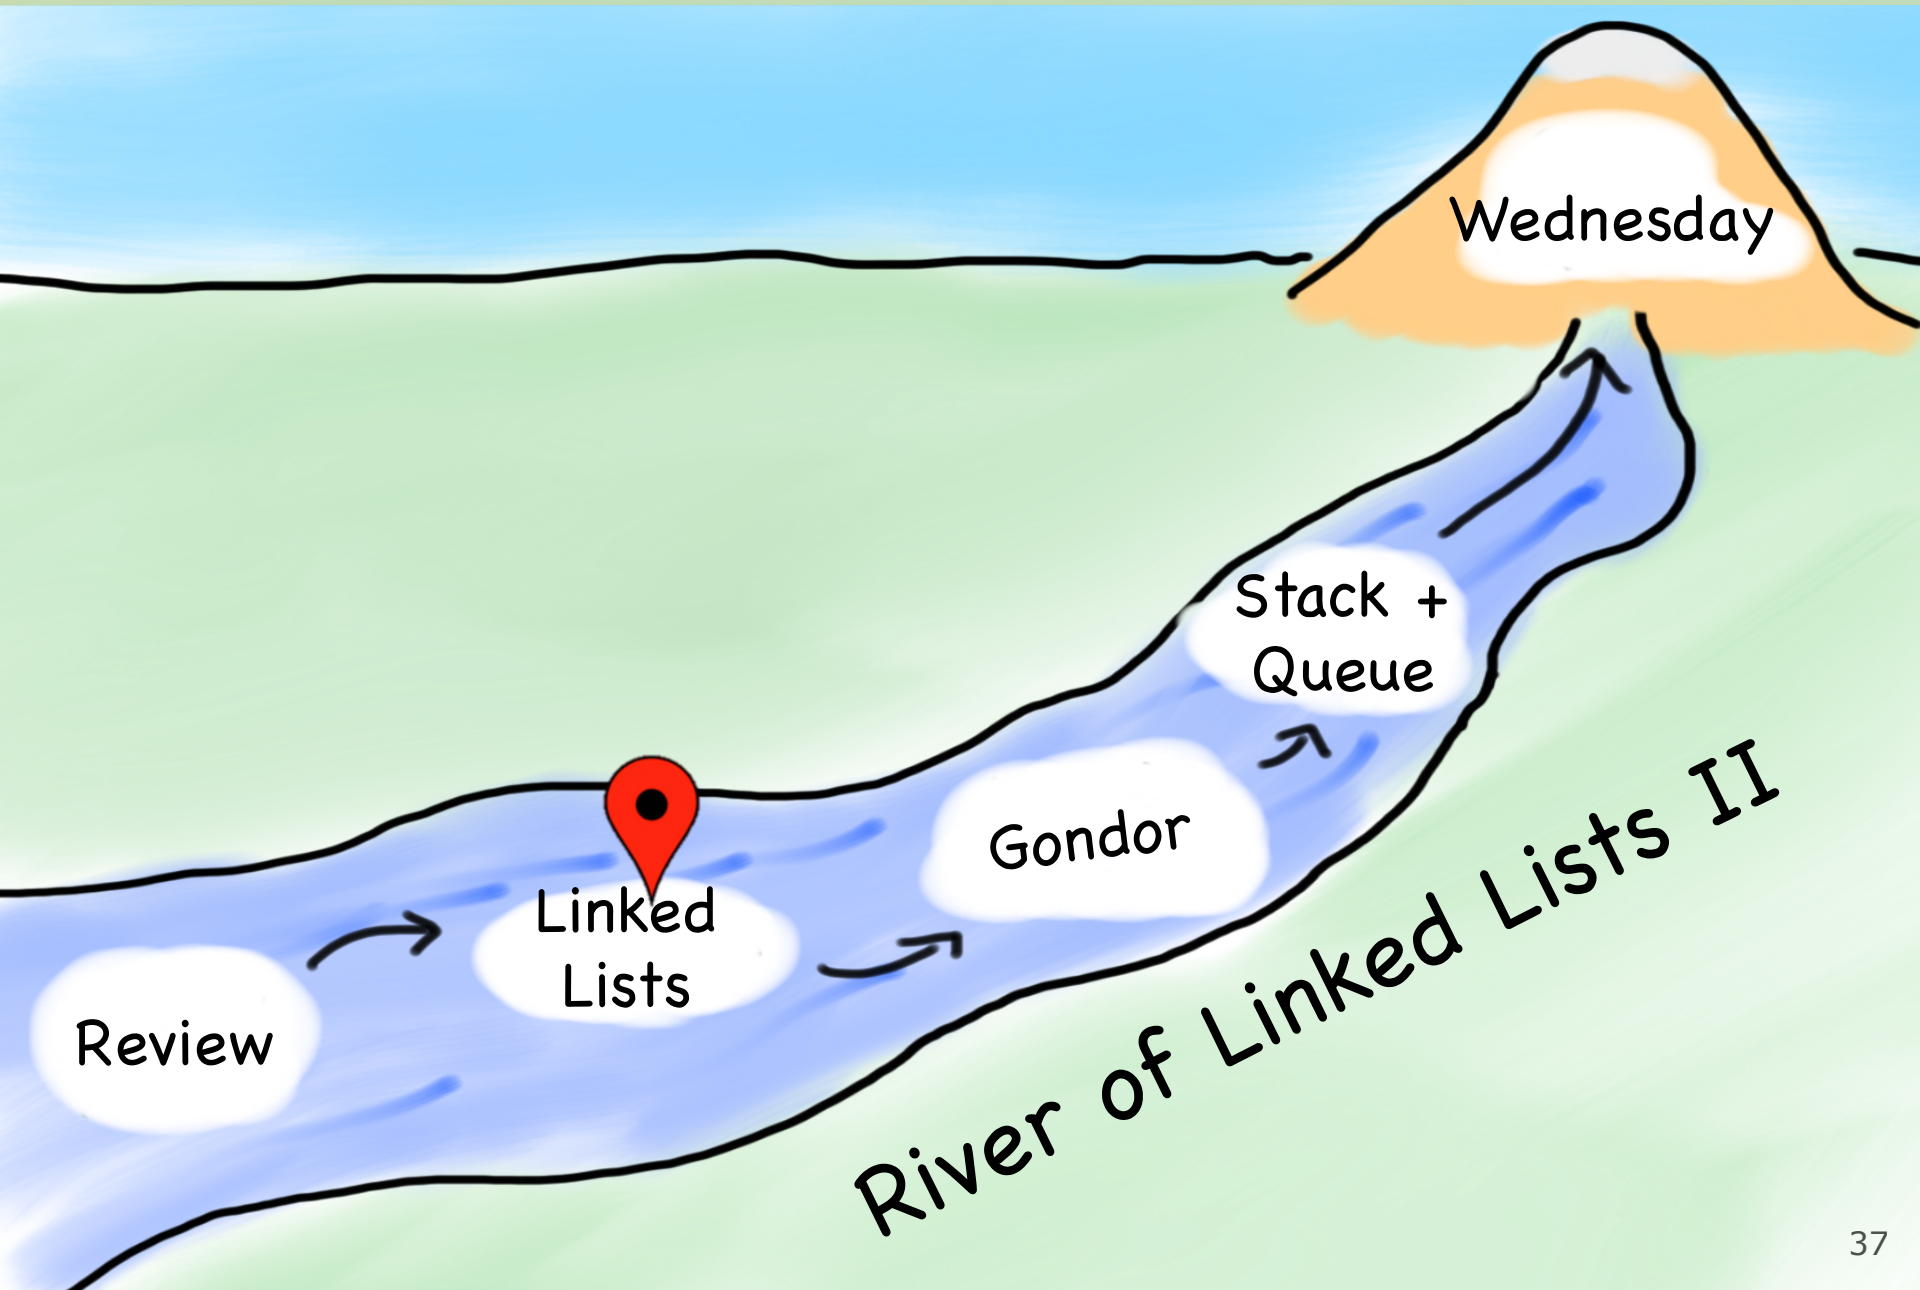 Wednesday
Stack +
Queue
Gondor
Linked
Lists
Review
River of Linked Lists II
37